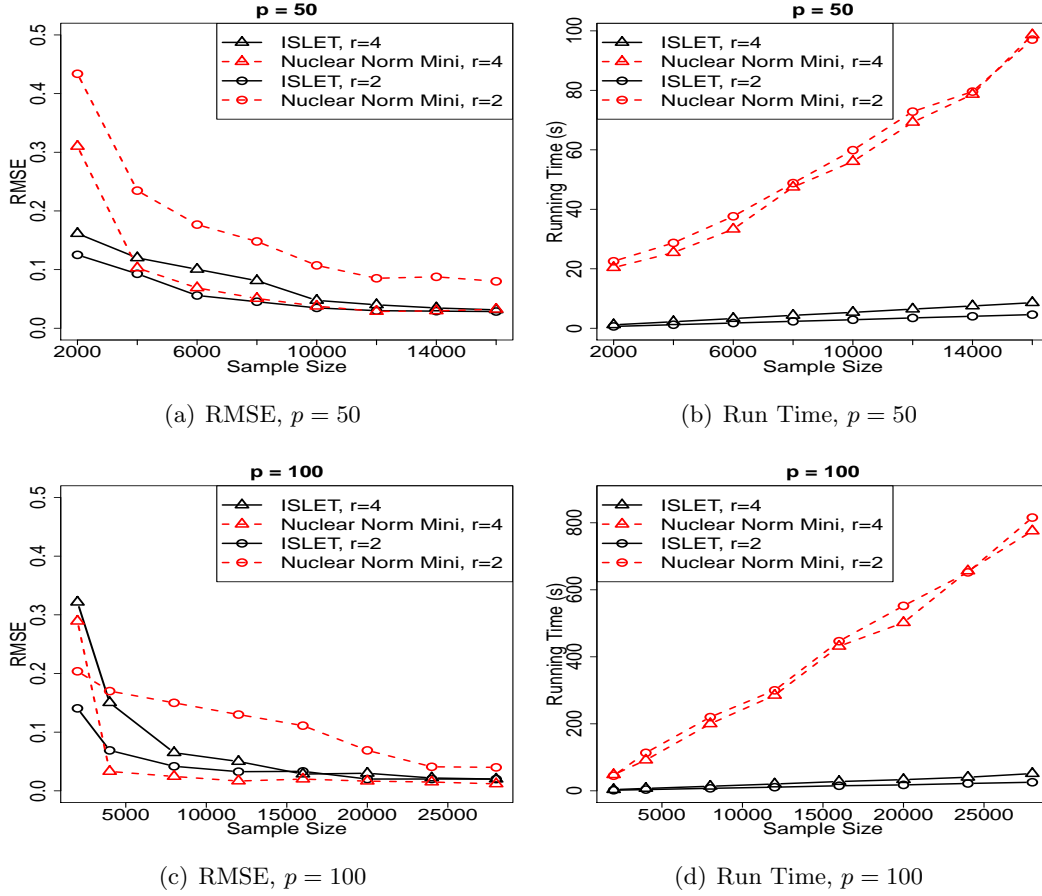 p = 50
RMSE
0.0 0.1 0.2 0.3 0.4 0.5
ISLET, r=4
Nuclear Norm Mini, r=4
ISLET, r=2
Nuclear Norm Mini, r=2
2000 6000 10000 14000
Sample Size
(a) RMSE, p = 50
p = 50
Running Time (s)
0 20 40 60 80 100
ISLET, r=4
Nuclear Norm Mini, r=4
ISLET, r=2
Nuclear Norm Mini, r=2
2000 6000 10000 14000
Sample Size
(b) Run Time, p = 50
p = 100
RMSE
0.0 0.1 0.2 0.3 0.4 0.5
ISLET, r=4
Nuclear Norm Mini, r=4
ISLET, r=2
Nuclear Norm Mini, r=2
5000 10000 15000 20000 25000
Sample Size
(c) RMSE, p = 100
p = 100
Running Time (s)
0 200 400 600 800
ISLET, r=4
Nuclear Norm Mini, r=4
ISLET, r=2
Nuclear Norm Mini, r=2
5000 10000 15000 20000 25000
Sample Size
(d) Run Time, p = 100